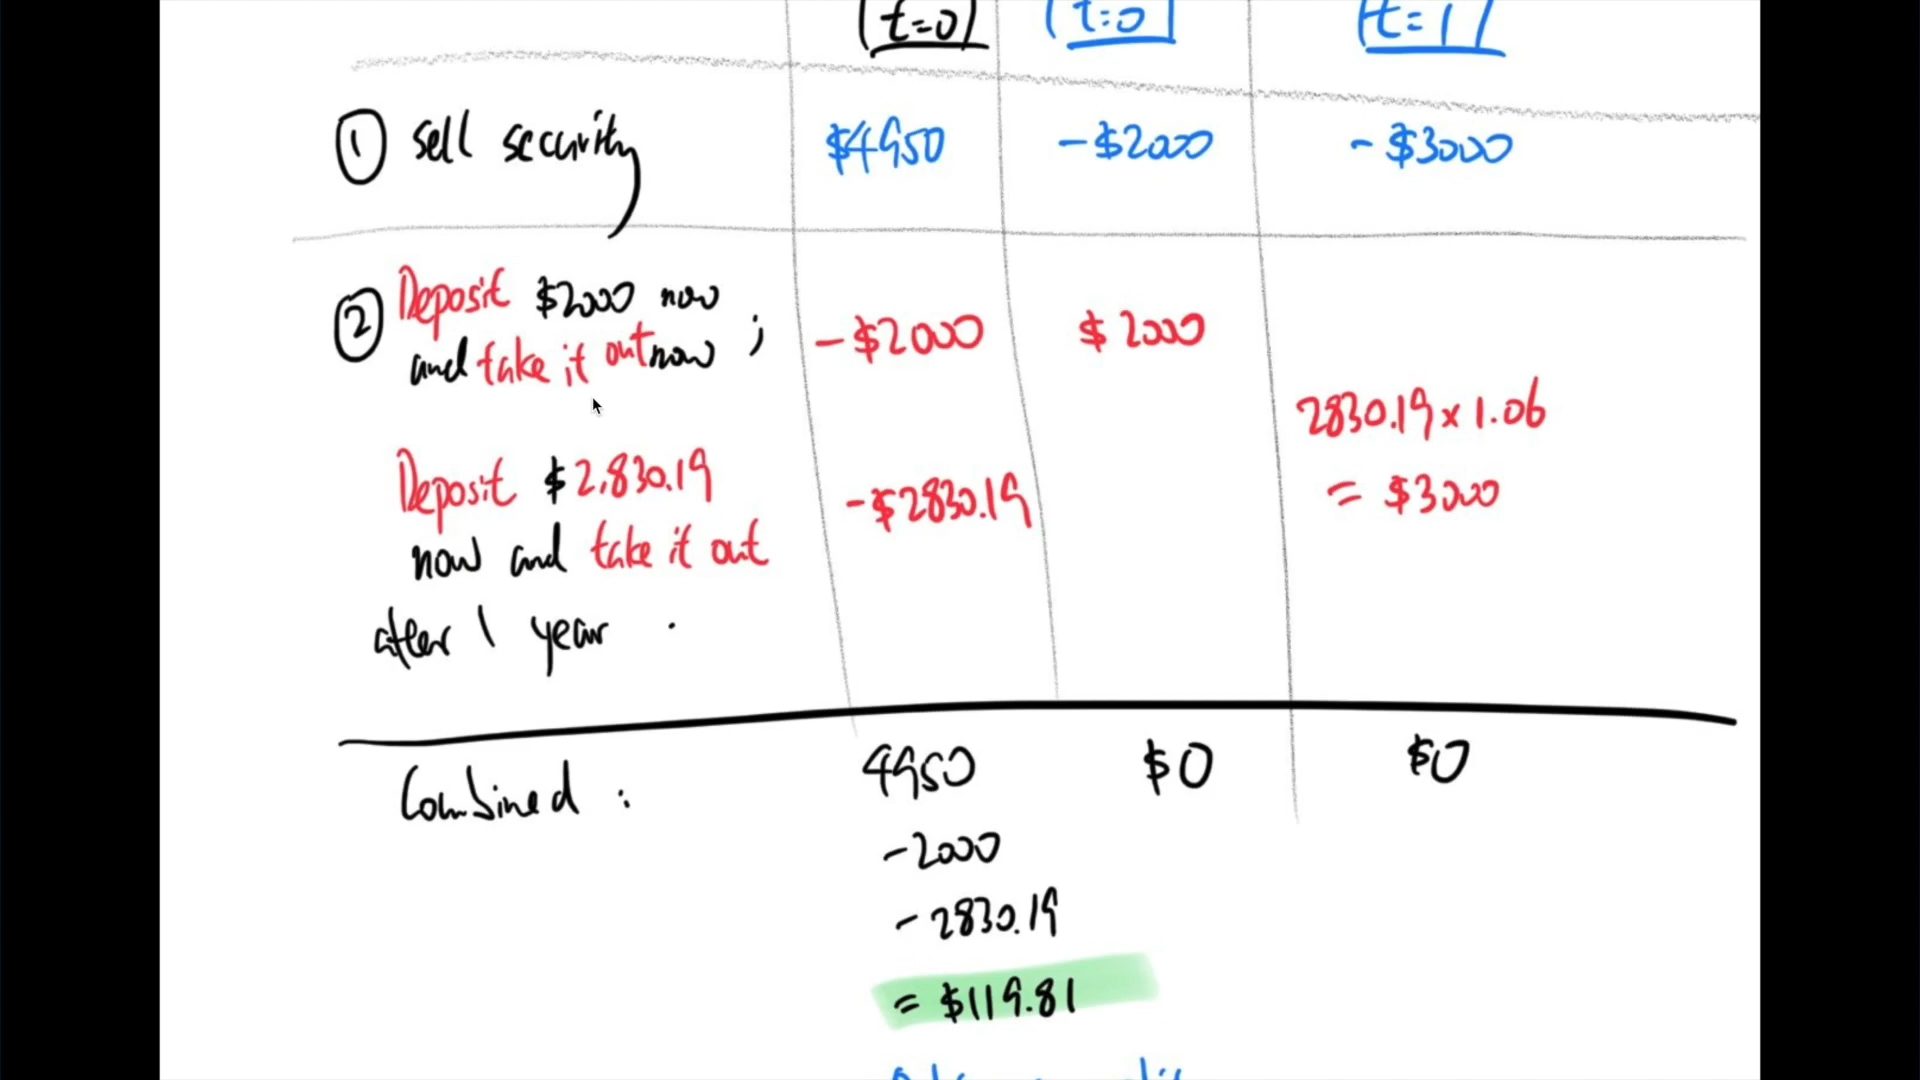 (t=0) (t=0) (t=1)
① sell security $4950 -$2000 -$3000
② Deposit $2000 now
and take it out now ; -$2000 $2000
2830.19 x 1.06
= $3000
Deposit $2,830.19
now and take it out
after 1 year .
-$2830.19
Combined : 4950 $0 $0
-2000
-2830.19
= $119.81